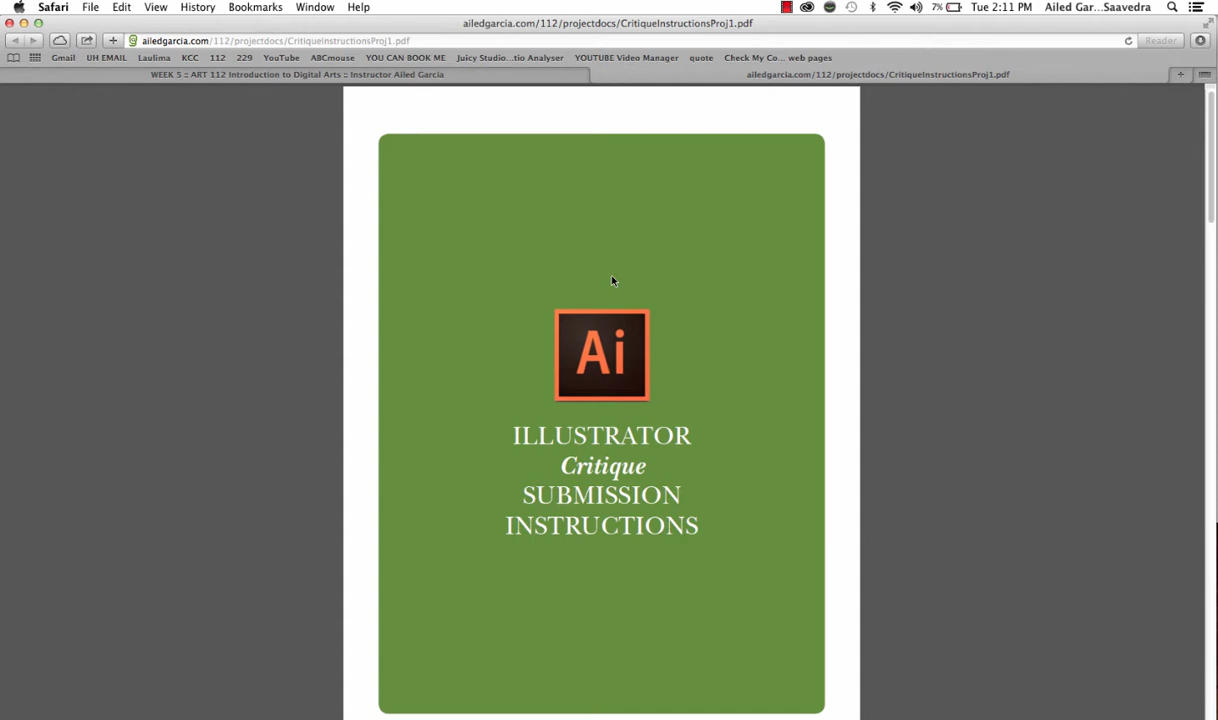 Safari File Edit View History Bookmarks Window Help 7% Tue 2:11 PM Ailed Gar...Saavedra
ailedgarcia.com/112/projectdocs/CritiqueInstructionsProj1.pdf
ailedgarcia.com/112/projectdocs/CritiqueInstructionsProj1.pdf Reader
Gmail UH EMAIL Laulima KCC 112 229 YouTube ABCmouse YOU CAN BOOK ME Juicy Studio...tio Analyser YOUTUBE Video Manager quote Check My Co... web pages
WEEK 5 :: ART 112 Introduction to Digital Arts :: Instructor Ailed Garcia ailedgarcia.com/112/projectdocs/CritiqueInstructionsProj1.pdf
Ai
ILLUSTRATOR
Critique
SUBMISSION
INSTRUCTIONS